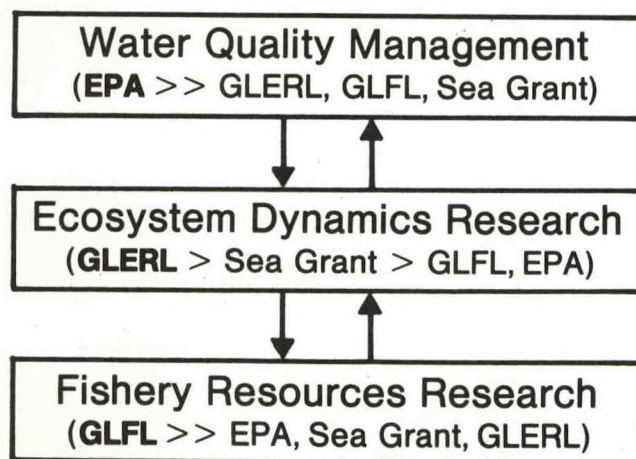 Water Quality Management
(EPA >> GLERL, GLFL, Sea Grant)
Ecosystem Dynamics Research
(GLERL > Sea Grant > GLFL, EPA)
Fishery Resources Research
(GLFL >> EPA, Sea Grant, GLERL)